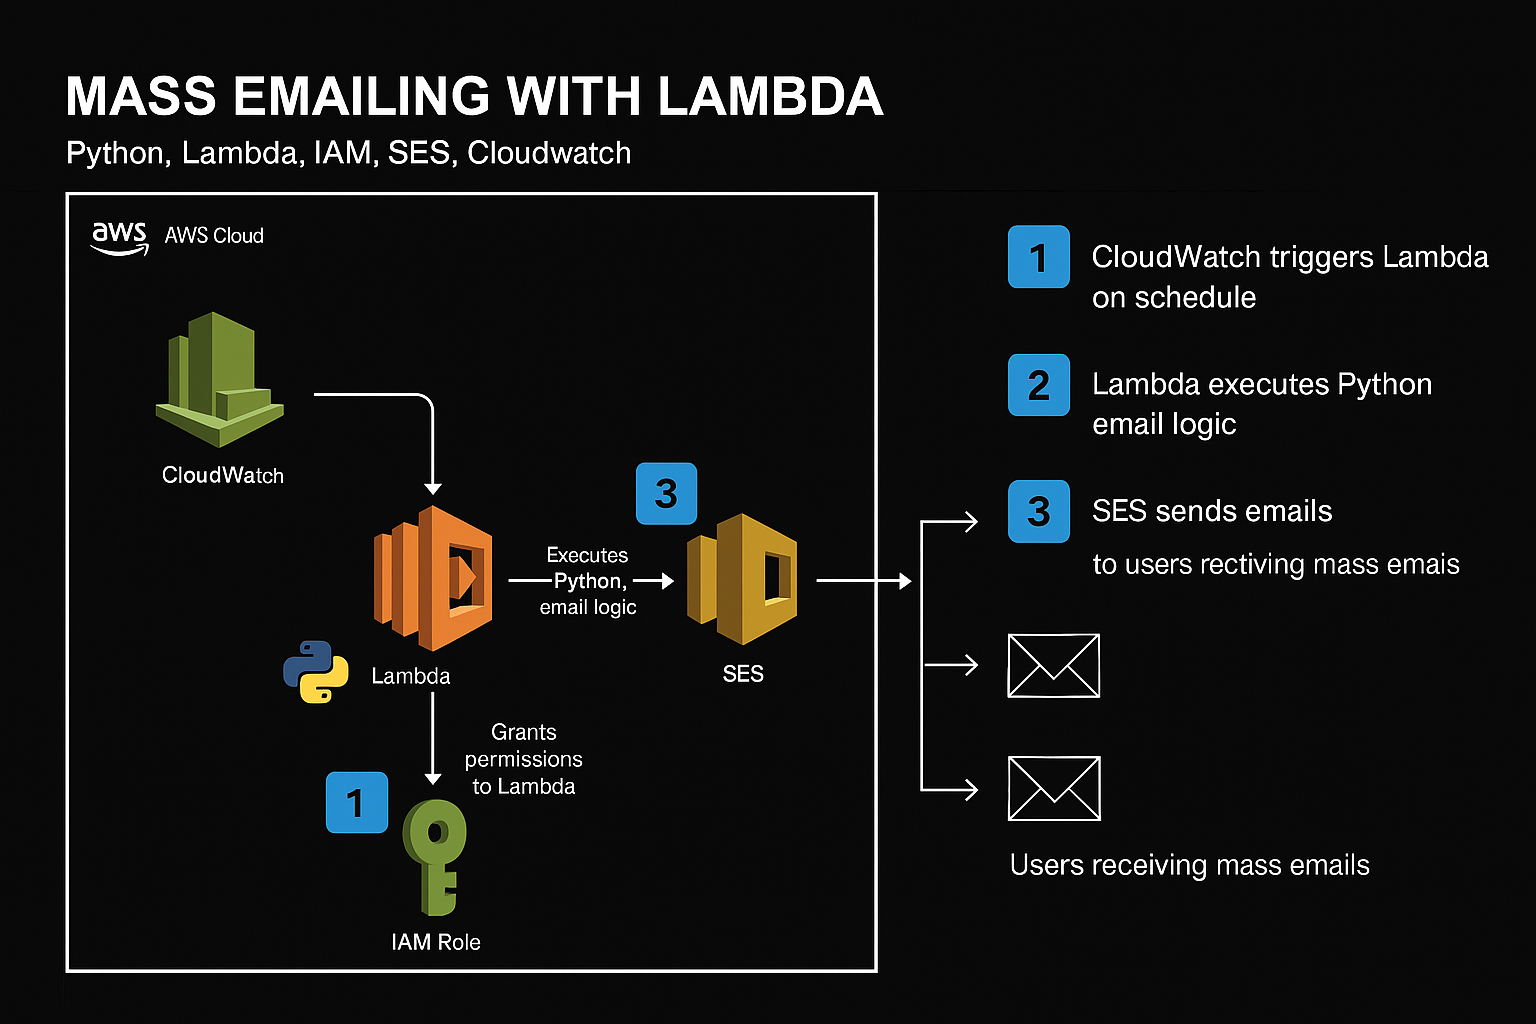 MASS EMAILING WITH LAMBDA
Python, Lambda, IAM, SES, Cloudwatch
aws AWS Cloud
CloudWatch
3
Executes
Python,
email logic
Lambda
SES
Grants
permissions
to Lambda
1
IAM Role
1 CloudWatch triggers Lambda
on schedule
2 Lambda executes Python
email logic
3 SES sends emails
to users rectiving mass emais
Users receiving mass emails